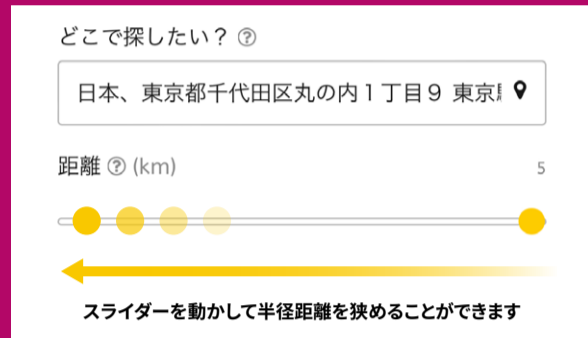 どこで探したい？ ?
日本、東京都千代田区丸の内１丁目９ 東京
距離 ? (km) 5
スライダーを動かして半径距離を狭めることができます